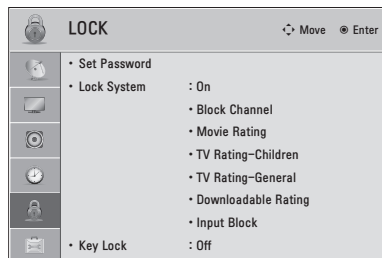 LOCK Move Enter
• Set Password
• Lock System : On
• Block Channel
• Movie Rating
• TV Rating-Children
• TV Rating-General
• Downloadable Rating
• Input Block
• Key Lock : Off